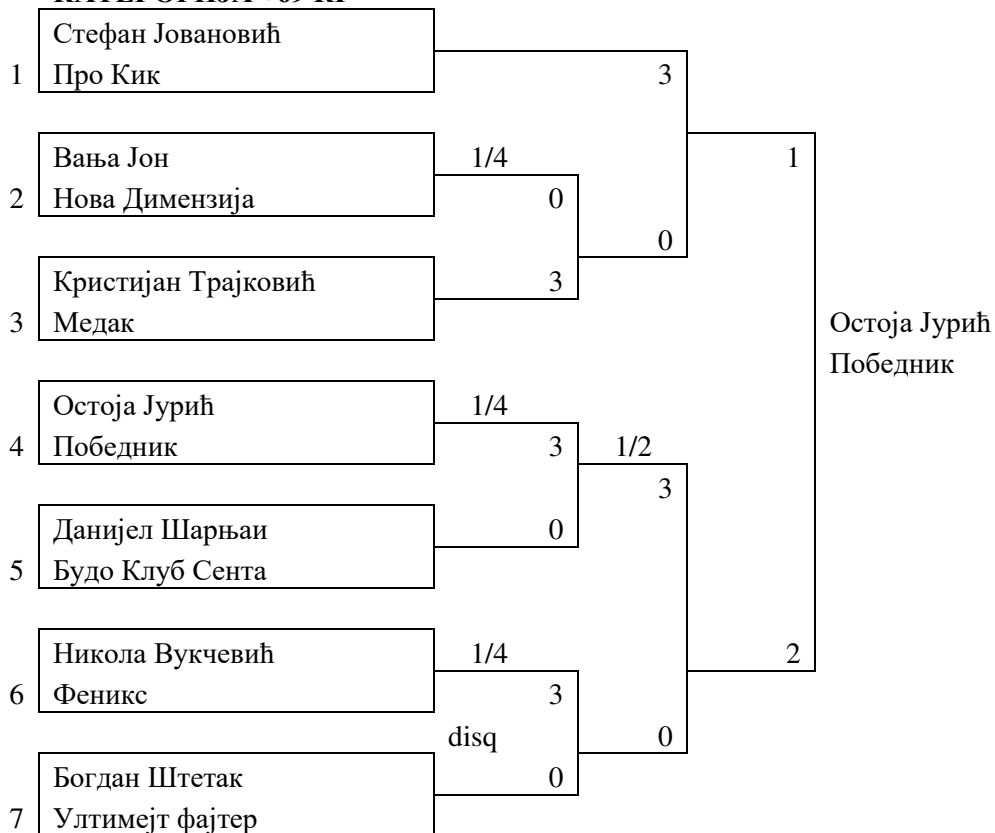 Стефан Јовановић
1 Про Кик 3
Вања Јон 1/4 1
2 Нова Димензија 0
0
Кристијан Трајковић 3
3 Медак Остоја Јурић
Победник
Остоја Јурић 1/4
4 Победник 3 1/2
3
Данијел Шарњаи 0
5 Будо Клуб Сента
Никола Вукчевић 1/4 2
6 Феникс 3
disq 0
Богдан Штетак 0
7 Ултимејт фајтер